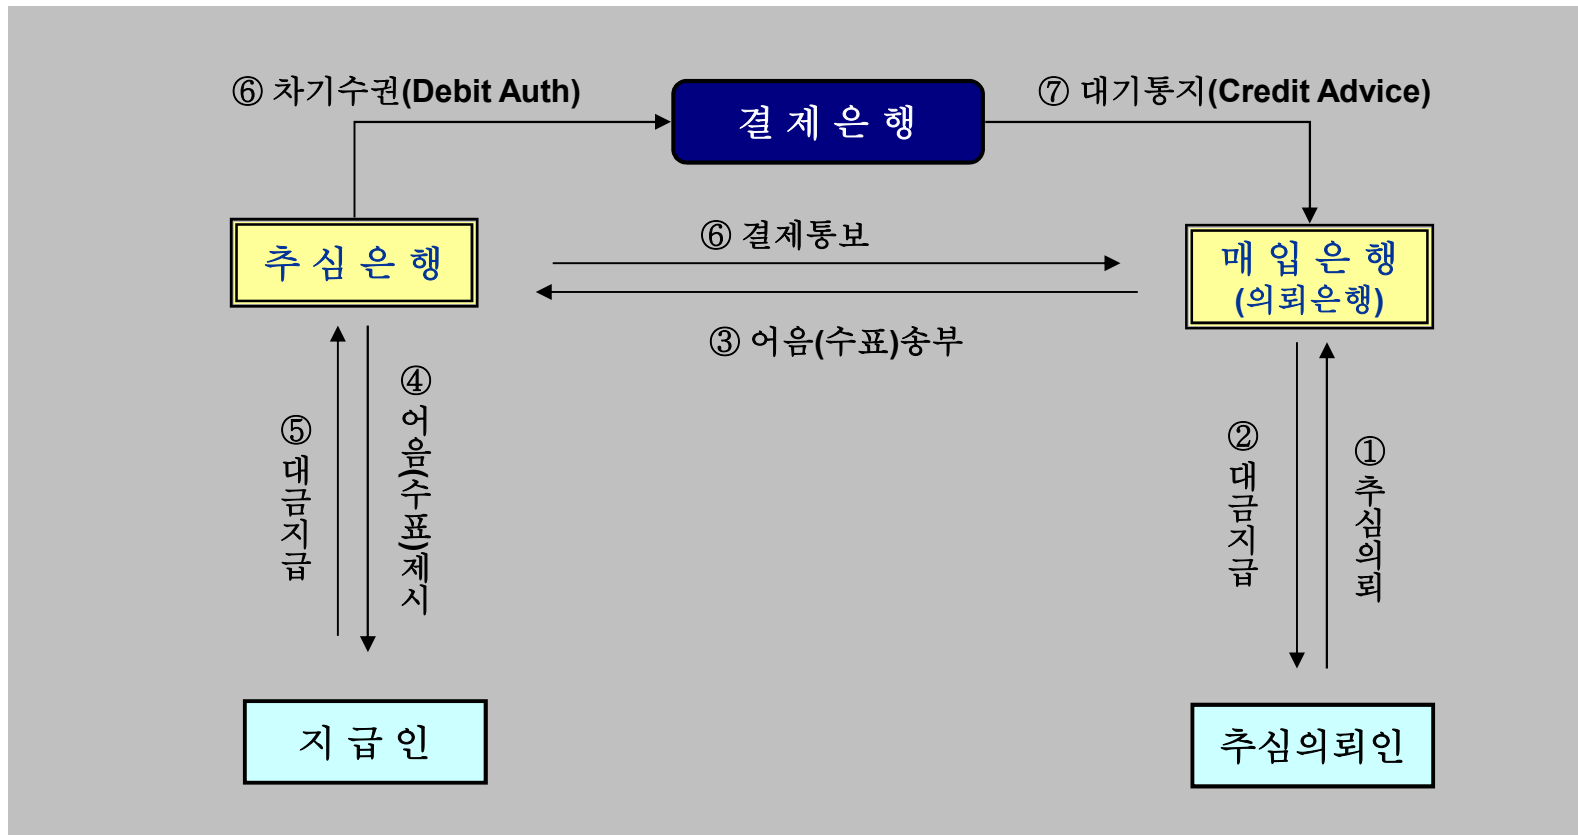 ⑥ 차기수권(Debit Auth)
결 제 은 행
⑦ 대기통지(Credit Advice)
추 심 은 행
⑥ 결제통보
매 입 은 행
(의뢰은행)
③ 어음(수표)송부
⑤ 대금지급
④ 어음(수표)제시
② 대금지급
① 추심의뢰
지 급 인
추심의뢰인